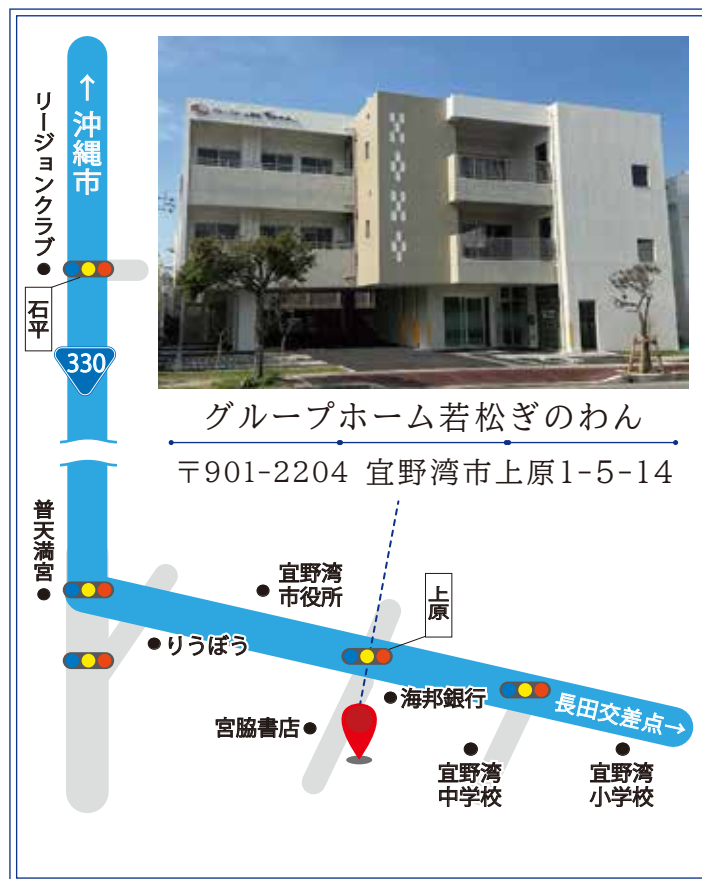 ↑沖縄市
リージョンクラブ
石平
330
グループホーム若松ぎのわん
〒901-2204 宜野湾市上原1-5-14
普天満宮
宜野湾
市役所
上原
りうぼう
海邦銀行
宮脇書店
長田交差点→
宜野湾
中学校
宜野湾
小学校